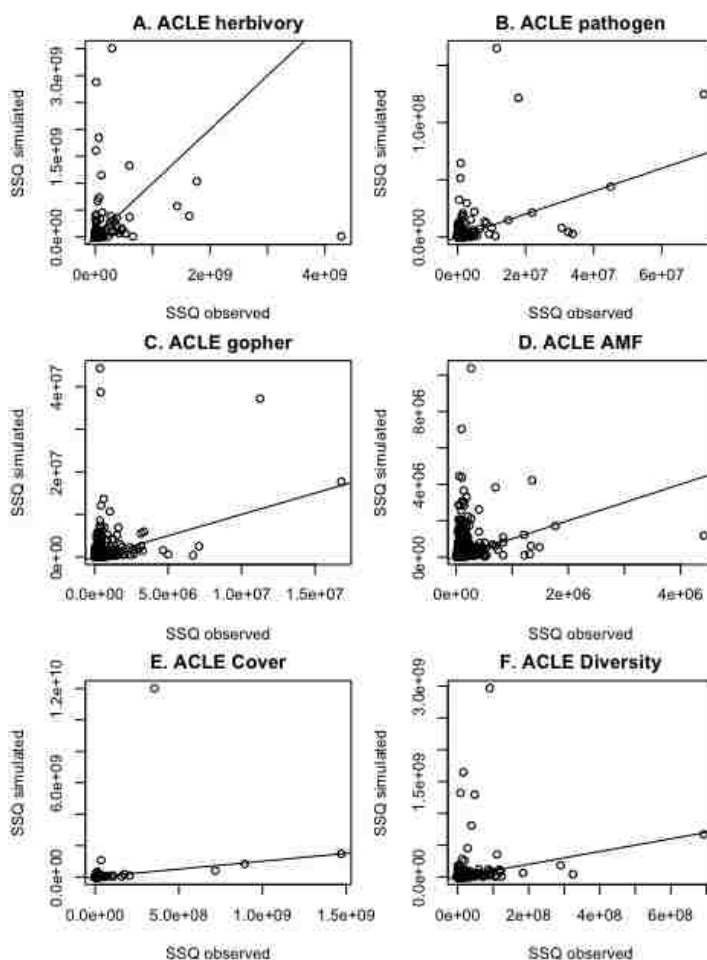 A. ACLE herbivory
B. ACLE pathogen
SSQ simulated
0.0e+00 1.5e+09 3.0e+09
SSQ simulated
0.0e+00 1.0e+08
0e+00 2e+09 4e+09
0e+00 2e+07 6e+07
SSQ observed
SSQ observed
C. ACLE gopher
D. ACLE AMF
SSQ simulated
0e+00 2e+07 4e+07
SSQ simulated
0e+00 4e+06 8e+06
0.0e+00 5.0e+06 1.0e+07 1.5e+07
0e+00 2e+06 4e+06
SSQ observed
SSQ observed
E. ACLE Cover
F. ACLE Diversity
SSQ simulated
0.0e+00 6.0e+09 1.2e+10
SSQ simulated
0.0e+00 1.5e+09 3.0e+09
0.0e+00 5.0e+08 1.0e+09 1.5e+09
0e+00 2e+08 4e+08 6e+08
SSQ observed
SSQ observed